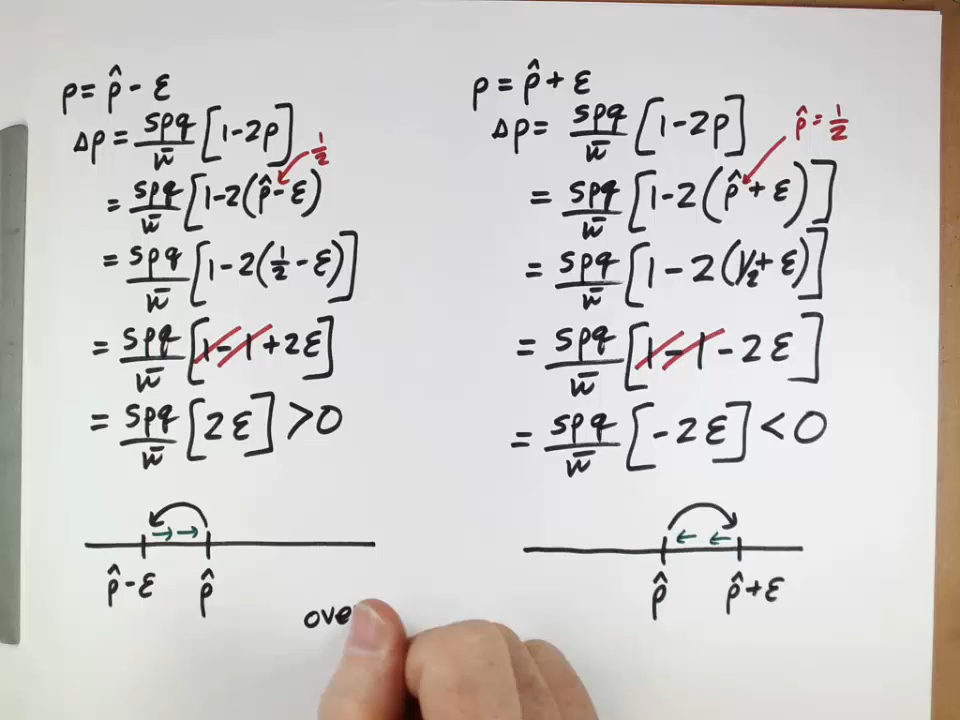 p = p̂ - ε
Δp = spq/w̄ [1-2p]
1/2
= spq/w̄ [1-2(p̂ - ε)
= spq/w̄ [1-2(1/2 - ε)]
= spq/w̄ [1-1+2ε]
= spq/w̄ [2ε] > 0
p̂-ε p̂
p = p̂ + ε
Δp = spq/w̄ [1-2p]
p̂ = 1/2
= spq/w̄ [1-2(p̂ + ε)]
= spq/w̄ [1-2(1/2 + ε)]
= spq/w̄ [1-1-2ε]
= spq/w̄ [-2ε] < 0
p̂ p̂+ε